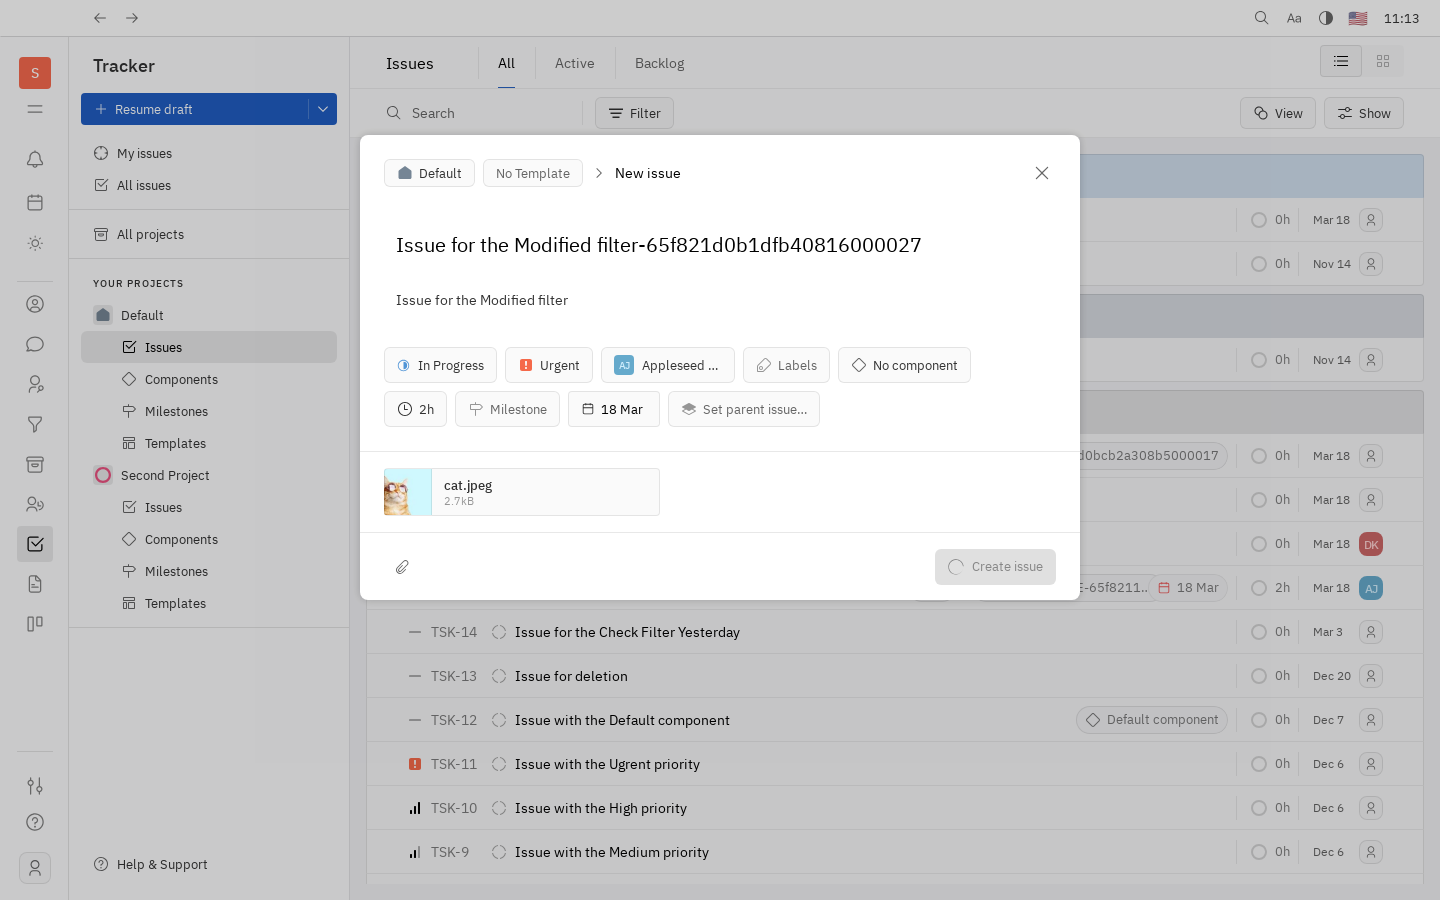 Aa
11:13
S
Tracker
Resume draft
My issues
All issues
All projects
YOUR PROJECTS
Default
Issues
Components
Milestones
Templates
Second Project
Issues
Components
Milestones
Templates
Help & Support
Issues
All
Active
Backlog
Search
Filter
View
Show
0h
Mar 18
0h
Nov 14
0h
Nov 14
d0bcb2a308b5000017
0h
Mar 18
0h
Mar 18
0h
Mar 18
DK
E-65f8211...
18 Mar
2h
Mar 18
AJ
Default
No Template
New issue
Issue for the Modified filter-65f821d0b1dfb40816000027
Issue for the Modified filter
In Progress
Urgent
AJ
Appleseed ...
Labels
No component
2h
Milestone
18 Mar
Set parent issue...
cat.jpeg
2.7kB
Create issue
TSK-14
Issue for the Check Filter Yesterday
0h
Mar 3
TSK-13
Issue for deletion
0h
Dec 20
TSK-12
Issue with the Default component
Default component
0h
Dec 7
TSK-11
Issue with the Ugrent priority
0h
Dec 6
TSK-10
Issue with the High priority
0h
Dec 6
TSK-9
Issue with the Medium priority
0h
Dec 6